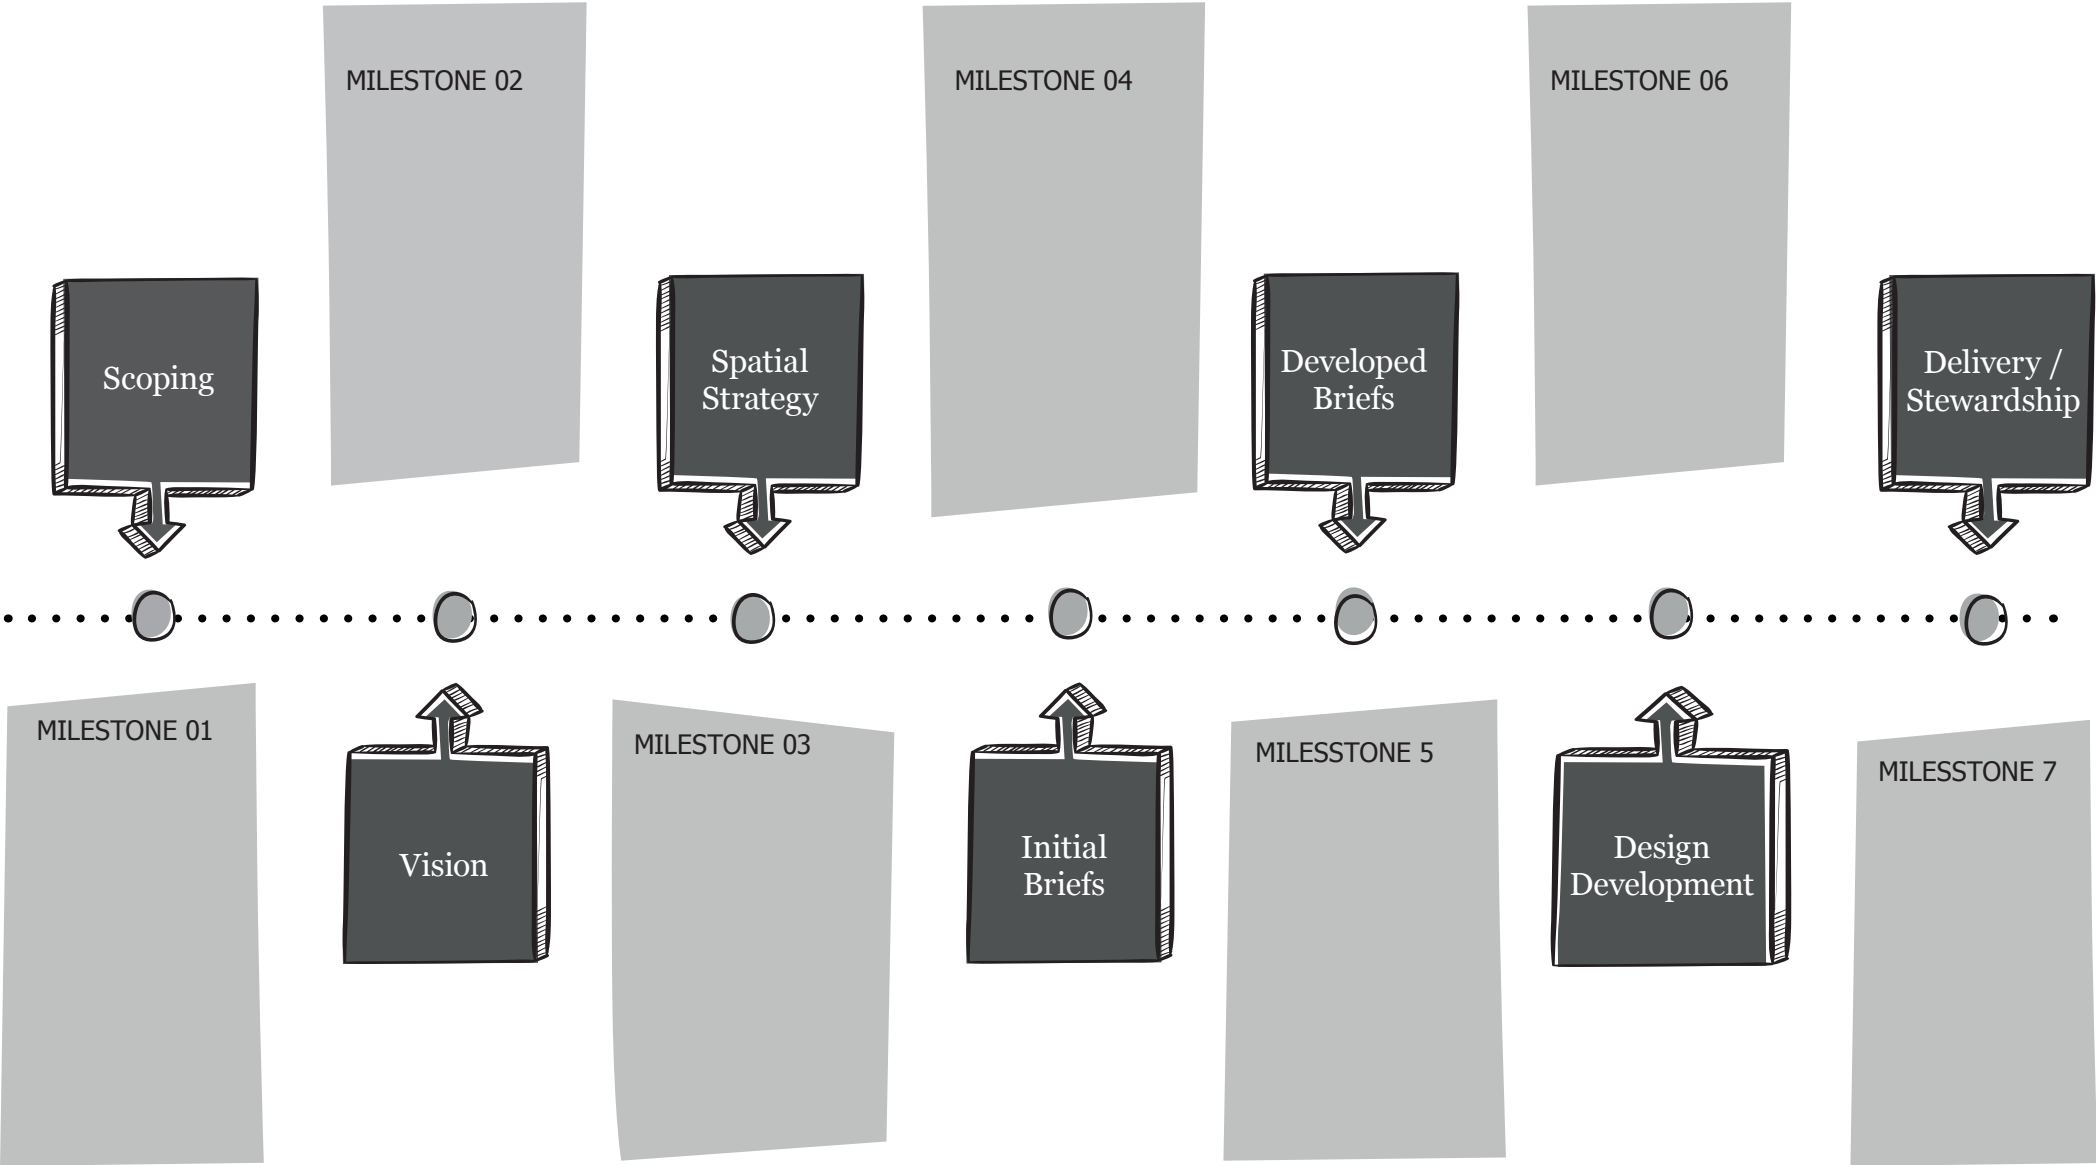 MILESTONE 02
MILESTONE 04
MILESTONE 06
Scoping
Spatial
Strategy
Developed
Briefs
Delivery /
Stewardship
MILESTONE 01
Vision
MILESTONE 03
Initial
Briefs
MILESSTONE 5
Design
Development
MILESSTONE 7